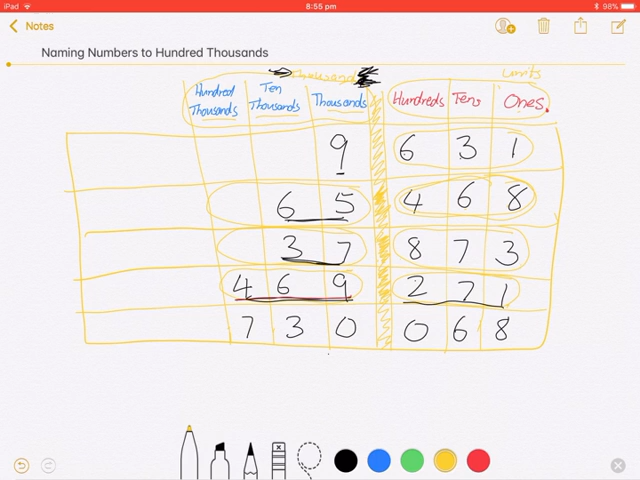 iPad 8:55 pm 98%
Notes
Naming Numbers to Hundred Thousands
Thousands Units
Hundred Thousands Ten Thousands Thousands Hundreds Tens Ones.
9 6 3 1
6 5 4 6 8
3 7 8 7 3
4 6 9 2 7 1
7 3 0 0 6 8